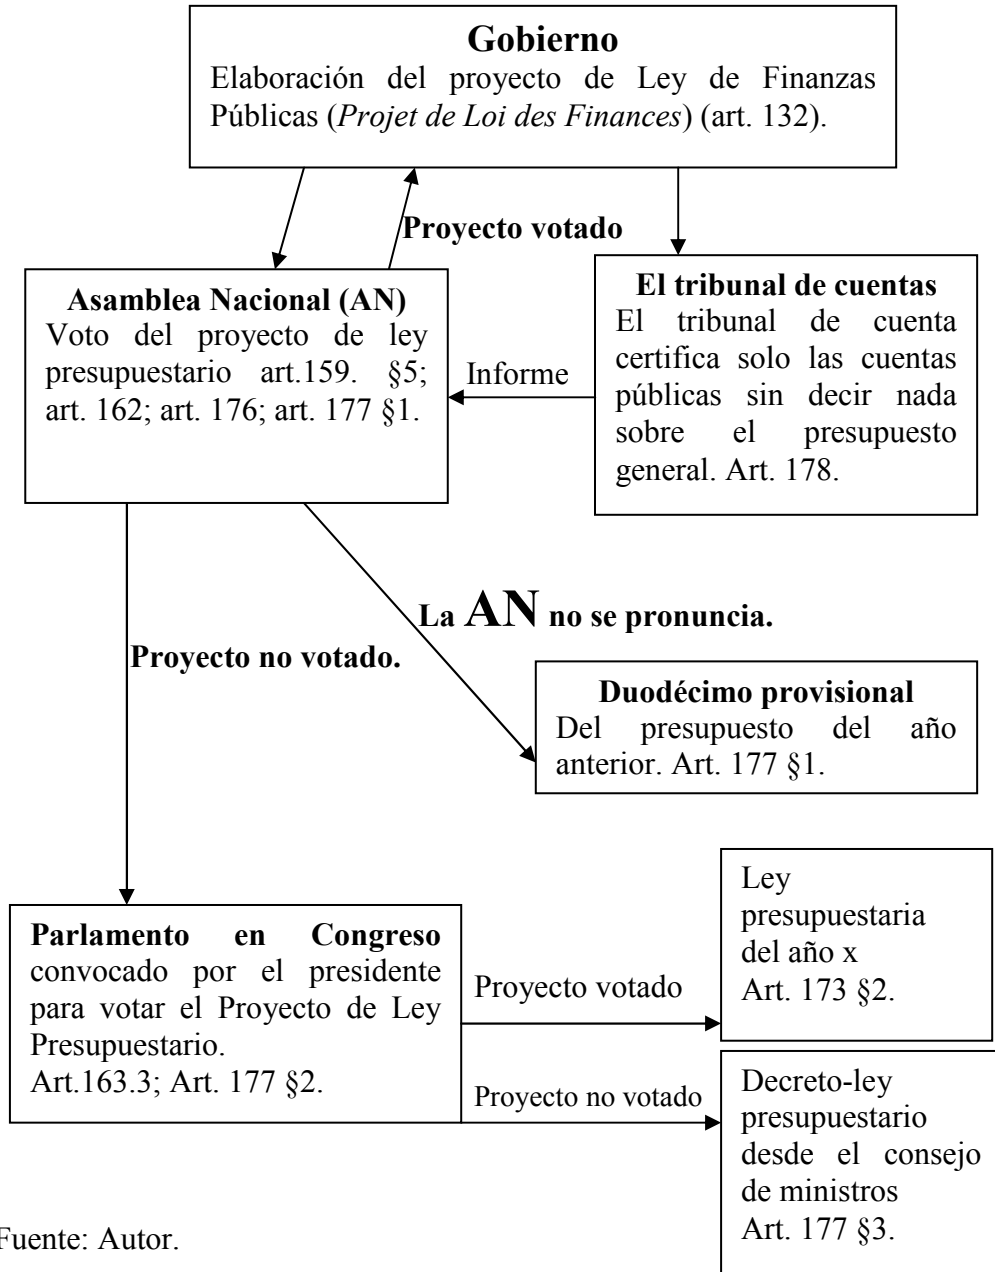 Gobierno
Elaboración del proyecto de Ley de Finanzas
Públicas (Projet de Loi des Finances) (art. 132).
Proyecto votado
Asamblea Nacional (AN)
Voto del proyecto de ley
presupuestario art.159. §5;
art. 162; art. 176; art. 177 §1.
Informe
El tribunal de cuentas
El tribunal de cuenta
certifica solo las cuentas
públicas sin decir nada
sobre el presupuesto
general. Art. 178.
La AN no se pronuncia.
Proyecto no votado.
Duodécimo provisional
Del presupuesto del año
anterior. Art. 177 §1.
Parlamento en Congreso
convocado por el presidente
para votar el Proyecto de Ley
Presupuestario.
Art.163.3; Art. 177 §2.
Proyecto votado
Ley
presupuestaria
del año x
Art. 173 §2.
Proyecto no votado
Decreto-ley
presupuestario
desde el consejo
de ministros
Art. 177 §3.
Fuente: Autor.